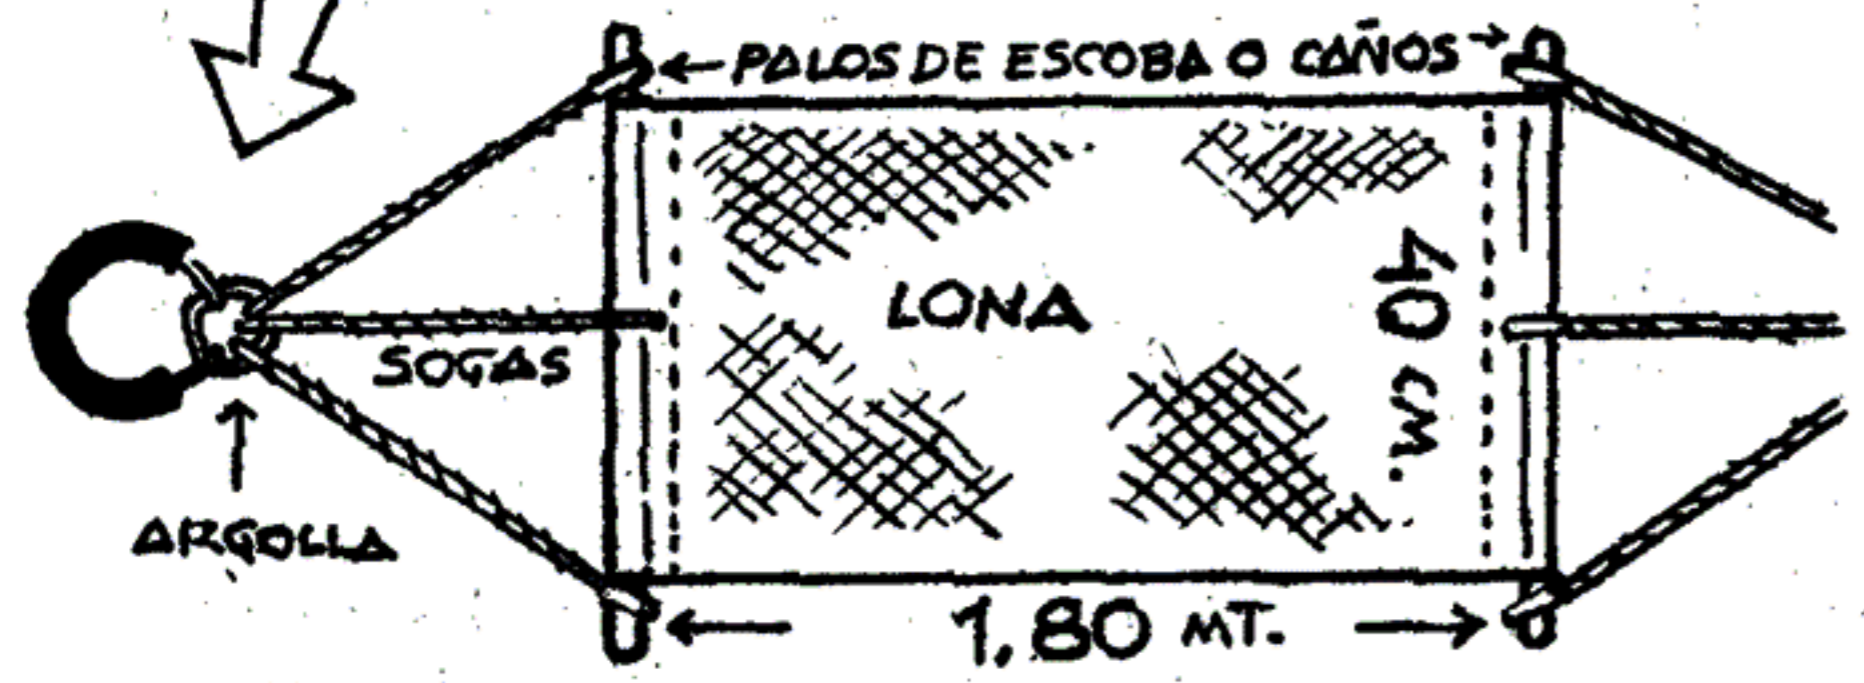 PALOS DE ESCOBA O CAÑOS
LONA
40 CM.
SOGAS
ARGOLLA
1,80 MT.